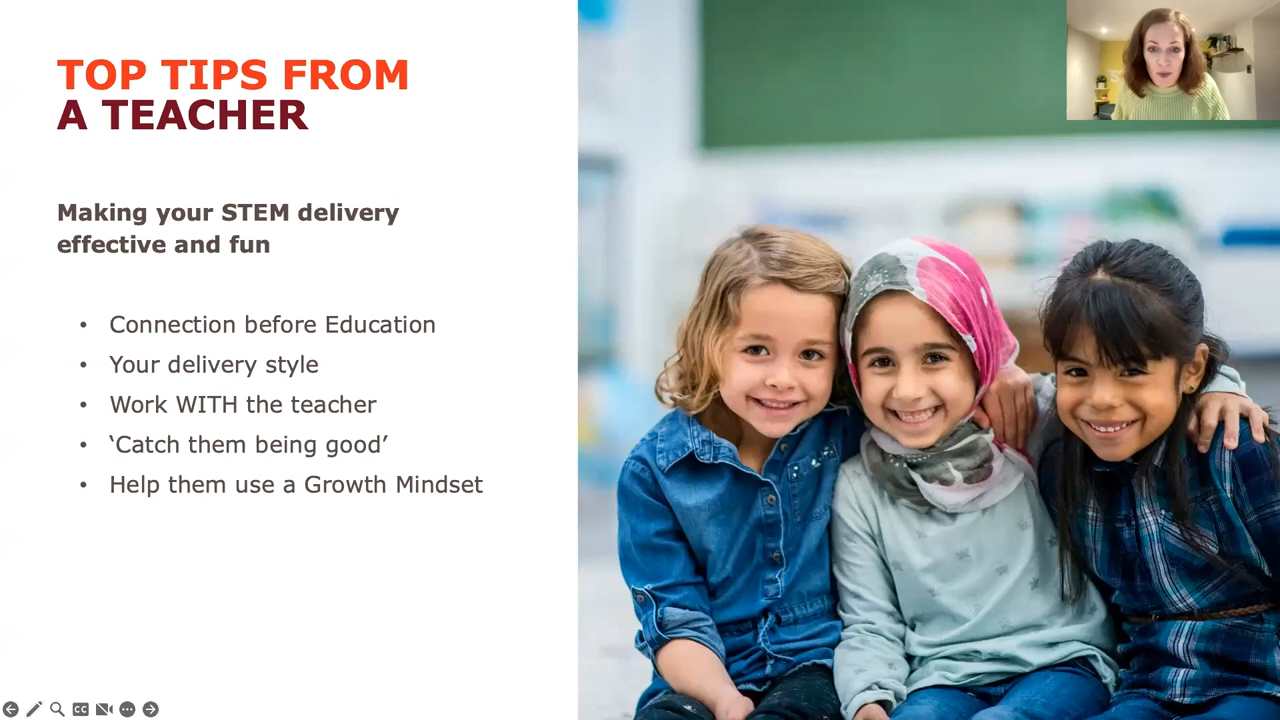 TOP TIPS FROM
A TEACHER
Making your STEM delivery
effective and fun
• Connection before Education
• Your delivery style
• Work WITH the teacher
• ‘Catch them being good’
• Help them use a Growth Mindset
CC